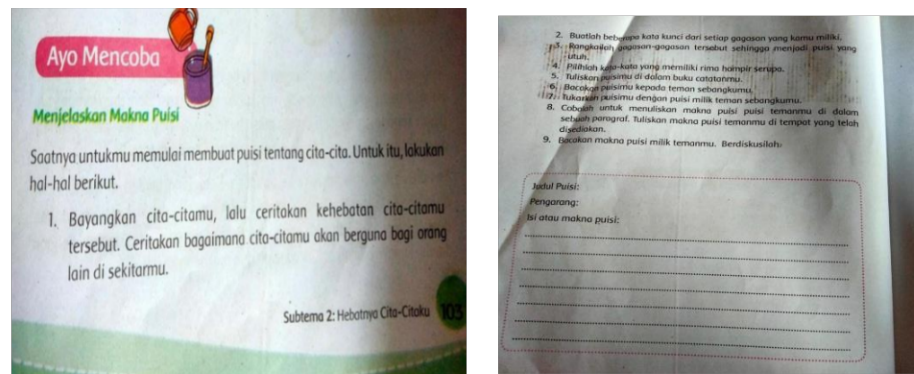 Ayo Mencoba
Menjelaskan Makna Puisi
Saatnya untukmu memulai membuat puisi tentang cita-cita. Untuk itu, lakukan
hal-hal berikut.
1. Bayangkan cita-citamu, lalu ceritakan kehebatan cita-citamu
tersebut. Ceritakan bagaimana cita-citamu akan berguna bagi orang
lain di sekitarmu.
Subtema 2: Hebatnya Cita-Citaku 103
2. Buatlah beberapa kata kunci dari setiap gagasan yang kamu miliki.
3. Rangkailah gagasan-gagasan tersebut sehingga menjadi puisi yang
utuh.
4. Pilihlah kata-kata yang memiliki rima hampir serupa.
5. Tuliskan puisimu di dalam buku catatanmu.
6. Bacakan puisimu kepada teman sebangkumu.
7. Tukarkan puisimu dengan puisi milik teman sebangkumu.
8. Cobalah untuk menuliskan makna puisi puisi temanmu di dalam
sebuah paragraf. Tuliskan makna puisi temanmu di tempat yang telah
disediakan.
9. Bacakan makna puisi milik temanmu. Berdiskusilah.
Judul Puisi:
Pengarang:
Isi atau makna puisi: